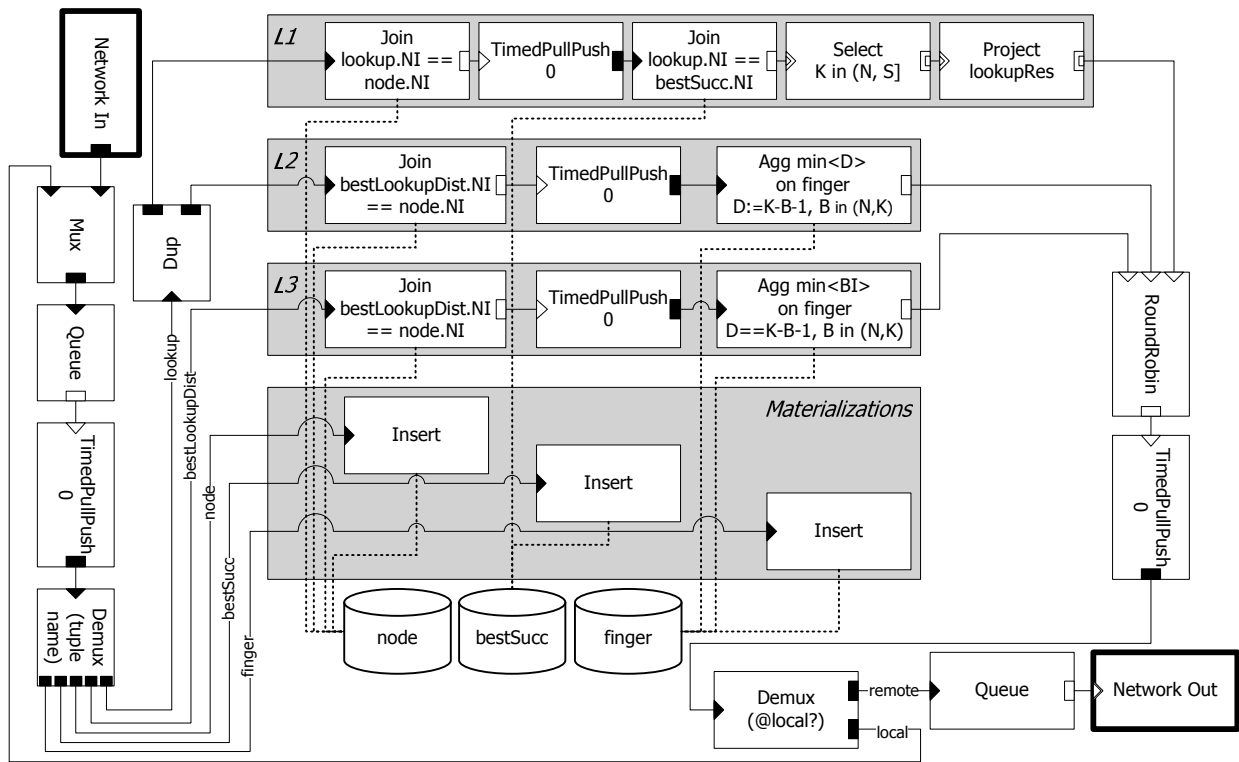 Network In
L1
Join
lookup.NI ==
node.NI
TimedPullPush
0
Join
lookup.NI ==
bestSucc.NI
Select
K in (N, S]
Project
lookupRes
L2
Join
bestLookupDist.NI
== node.NI
TimedPullPush
0
Agg min<D>
on finger
D:=K-B-1, B in (N,K)
L3
Join
bestLookupDist.NI
== node.NI
TimedPullPush
0
Agg min<BI>
on finger
D==K-B-1, B in (N,K)
Mux
Dup
Queue
TimedPullPush
0
Demux
(tuple
name)
lookup
bestLookupDist
node
bestSucc
finger
Materializations
Insert
Insert
Insert
node
bestSucc
finger
RoundRobin
TimedPullPush
0
Demux
(@local?)
remote
local
Queue
Network Out